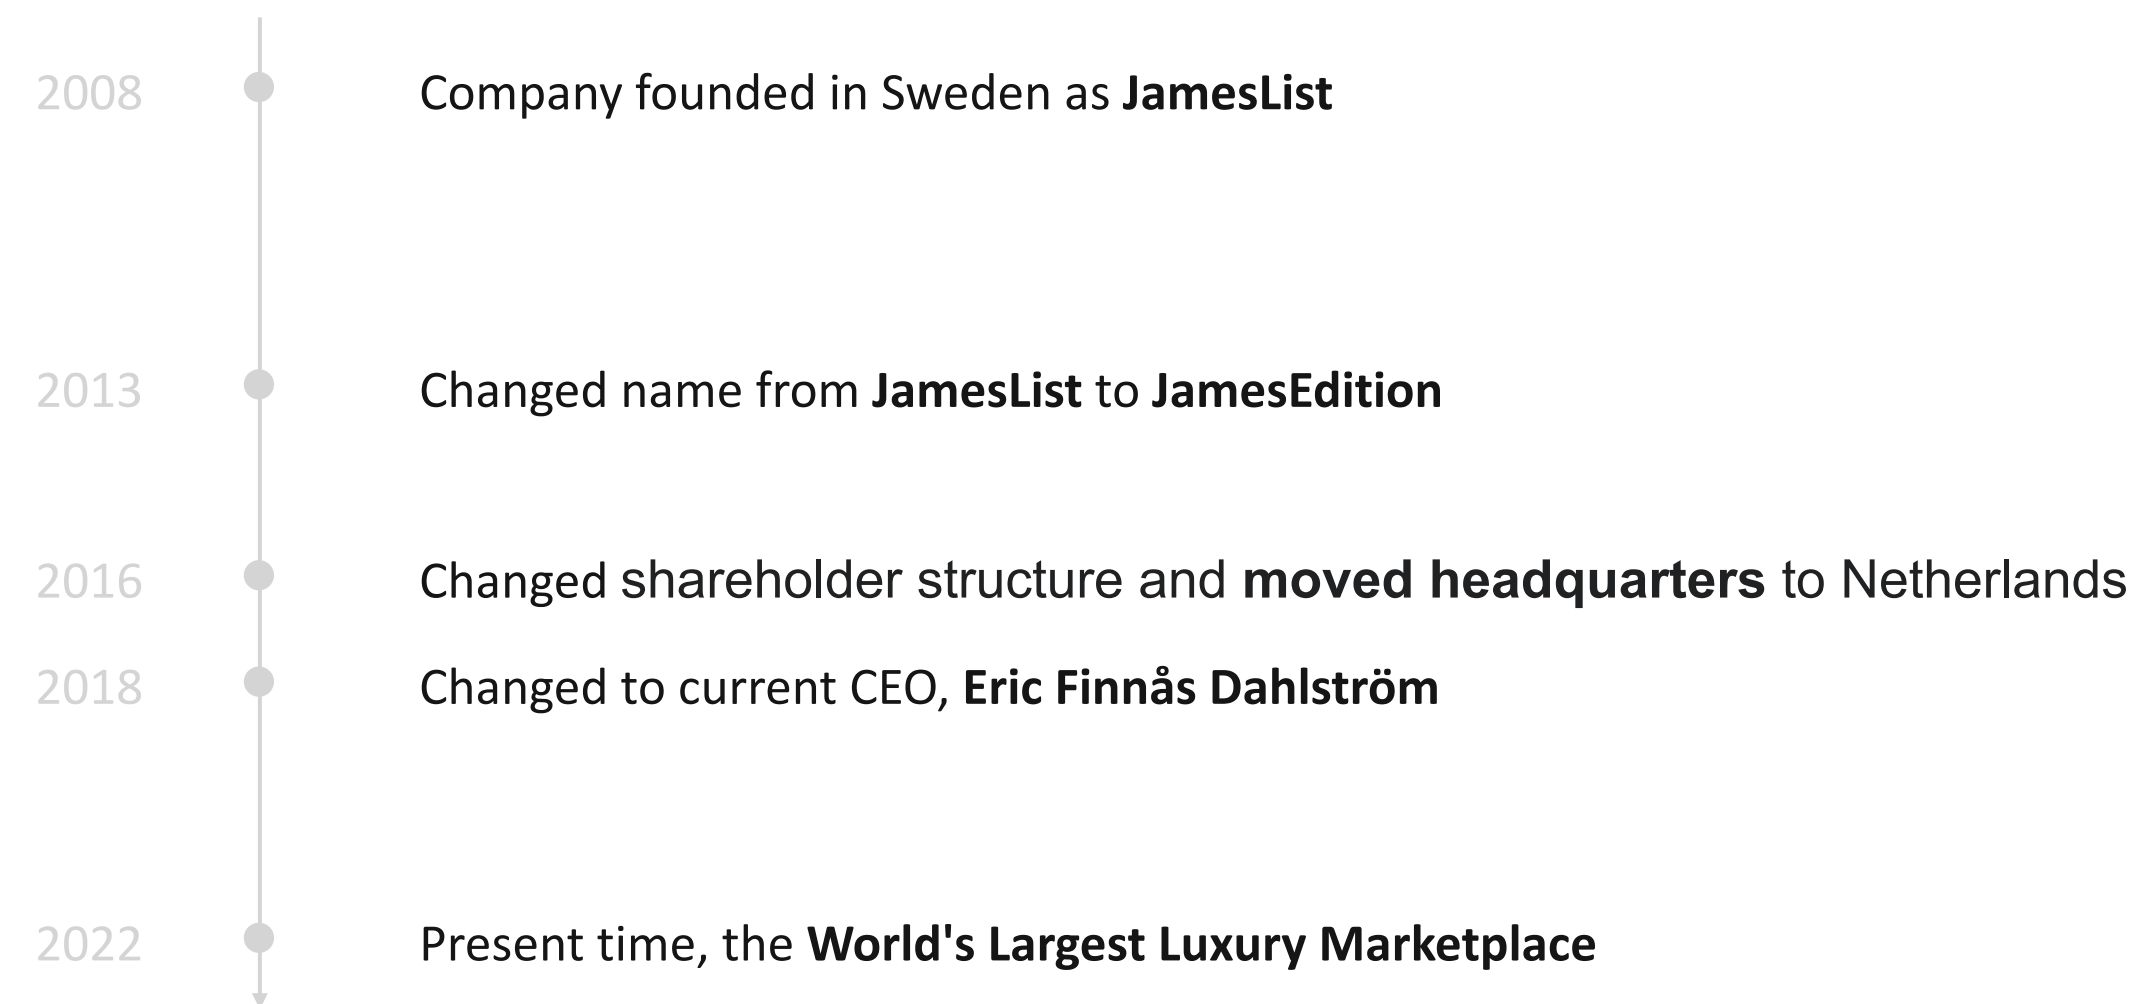 2008 Company founded in Sweden as JamesList
2013 Changed name from JamesList to JamesEdition
2016 Changed shareholder structure and moved headquarters to Netherlands
2018 Changed to current CEO, Eric Finnås Dahlström
2022 Present time, the World's Largest Luxury Marketplace